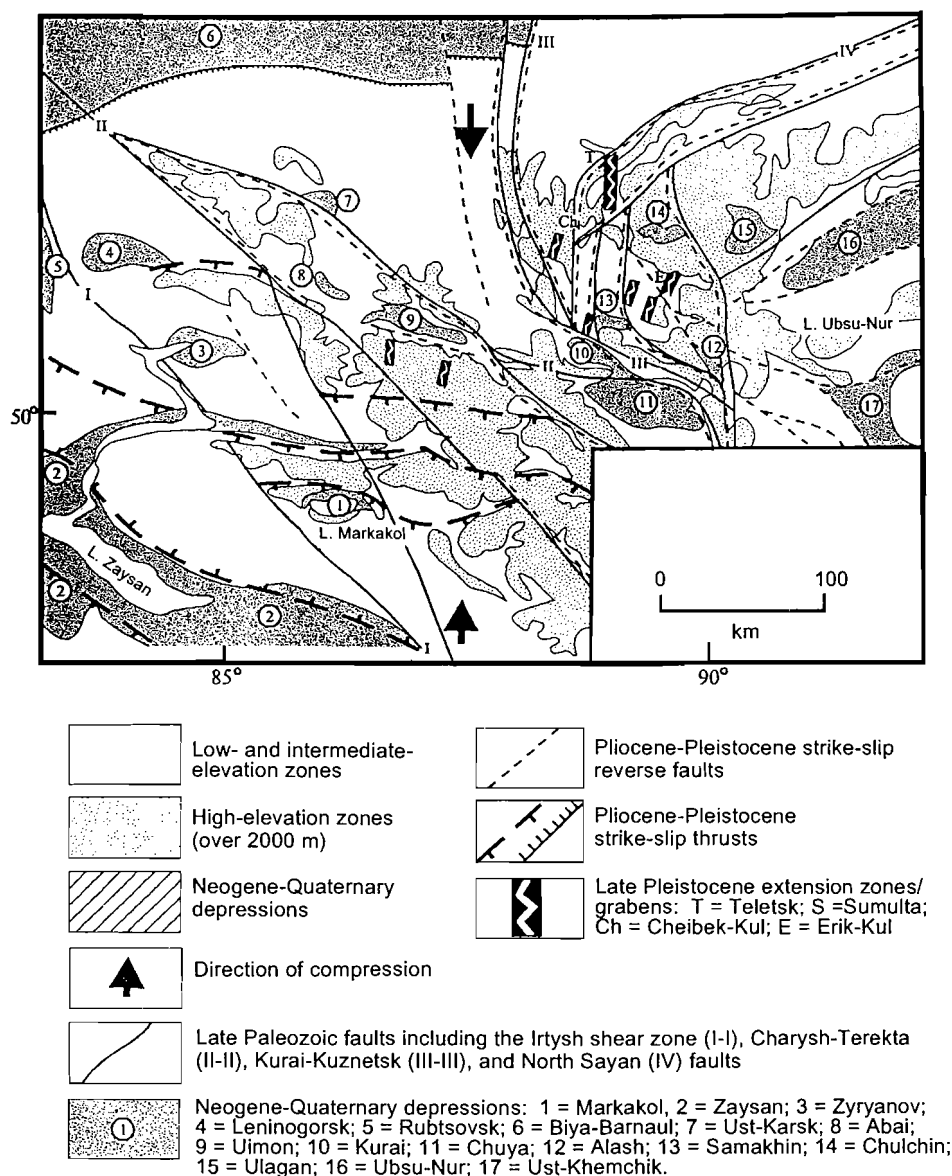 6
III
IV
II
T
7
14
Ch
15
16
4
5
8
E
I
13
L. Ubsu-Nur
9
3
10
12
II
III
11
17
50°
2
1
L. Markakol
L. Zaysan
0 100
km
2
2
I
85° 90°
Low- and intermediate-
elevation zones
High-elevation zones
(over 2000 m)
Neogene-Quaternary
depressions
Direction of compression
Pliocene-Pleistocene strike-slip
reverse faults
Pliocene-Pleistocene
strike-slip thrusts
Late Pleistocene extension zones/
grabens: T = Teletsk; S =Sumulta;
Ch = Cheibek-Kul; E = Erik-Kul
Late Paleozoic faults including the Irtysh shear zone (I-I), Charysh-Terekta
(II-II), Kurai-Kuznetsk (III-III), and North Sayan (IV) faults
1
Neogene-Quaternary depressions: 1 = Markakol, 2 = Zaysan; 3 = Zyryanov;
4 = Leninogorsk; 5 = Rubtsovsk; 6 = Biya-Barnaul; 7 = Ust-Karsk; 8 = Abai;
9 = Uimon; 10 = Kurai; 11 = Chuya; 12 = Alash; 13 = Samakhin; 14 = Chulchin;
15 = Ulagan; 16 = Ubsu-Nur; 17 = Ust-Khemchik.